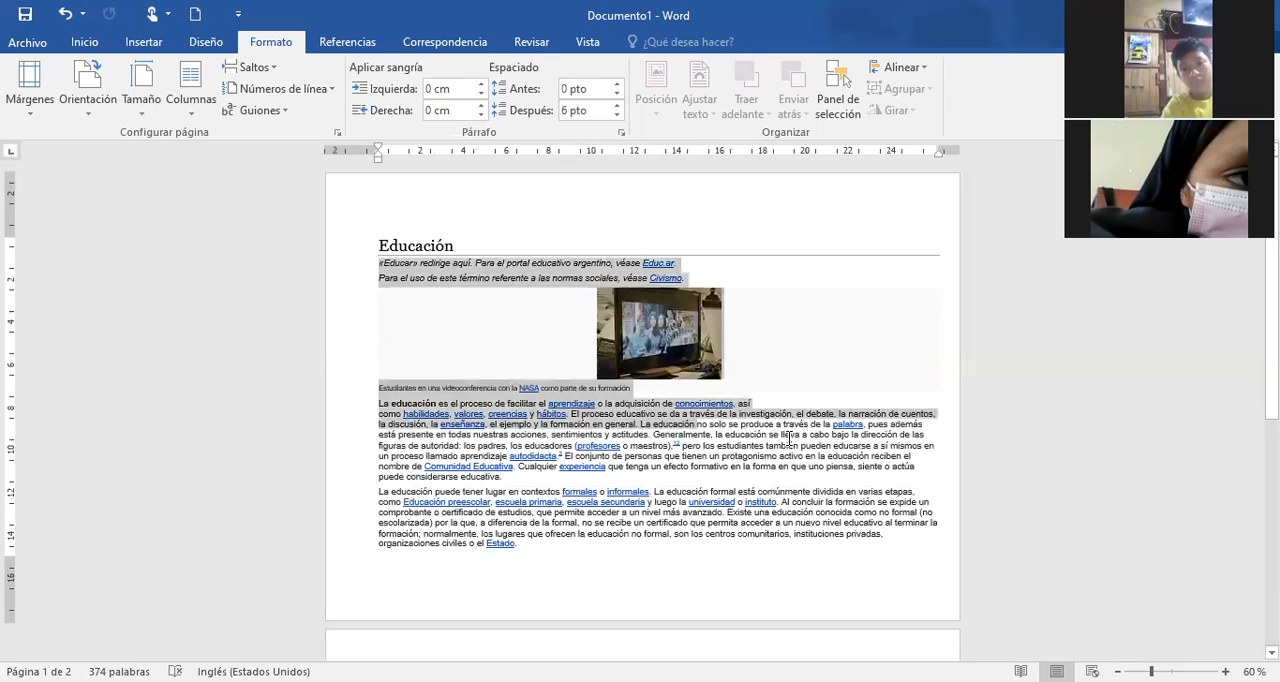 Documento1 - Word
Archivo Inicio Insertar Diseño Formato Referencias Correspondencia Revisar Vista ¿Qué desea hacer?
Márgenes Orientación Tamaño Columnas
Saltos
Números de línea
Guiones
Configurar página
Aplicar sangría Espaciado
Izquierda: 0 cm Antes: 0 pto
Derecha: 0 cm Después: 6 pto
Párrafo
Posición Ajustar texto Traer adelante Enviar atrás Panel de selección
Alinear
Agrupar
Girar
Organizar
2 2 4 6 8 10 12 14 16 18 20 22 24
Educación
«Educar» redirige aquí. Para el portal educativo argentino, véase Educ.ar.
Para el uso de este término referente a las normas sociales, véase Civismo.
Estudiantes en una videoconferencia con la NASA como parte de su formación
La educación es el proceso de facilitar el aprendizaje o la adquisición de conocimientos, así
como habilidades, valores, creencias y hábitos. El proceso educativo se da a través de la investigación, el debate, la narración de cuentos,
la discusión, la enseñanza, el ejemplo y la formación en general. La educación no solo se produce a través de la palabra, pues además
está presente en todas nuestras acciones, sentimientos y actitudes. Generalmente, la educación se lleva a cabo bajo la dirección de las
figuras de autoridad: los padres, los educadores (profesores o maestros),12 pero los estudiantes también pueden educarse a sí mismos en
un proceso llamado aprendizaje autodidacta.3 El conjunto de personas que tienen un protagonismo activo en la educación reciben el
nombre de Comunidad Educativa. Cualquier experiencia que tenga un efecto formativo en la forma en que uno piensa, siente o actúa
puede considerarse educativa.
La educación puede tener lugar en contextos formales o informales. La educación formal está comúnmente dividida en varias etapas,
como Educación preescolar, escuela primaria, escuela secundaria y luego la universidad o instituto. Al concluir la formación se expide un
comprobante o certificado de estudios, que permite acceder a un nivel más avanzado. Existe una educación conocida como no formal (no
escolarizada) por la que, a diferencia de la formal, no se recibe un certificado que permita acceder a un nuevo nivel educativo al terminar la
formación; normalmente, los lugares que ofrecen la educación no formal, son los centros comunitarios, instituciones privadas,
organizaciones civiles o el Estado.
Página 1 de 2 374 palabras Inglés (Estados Unidos) 60 %